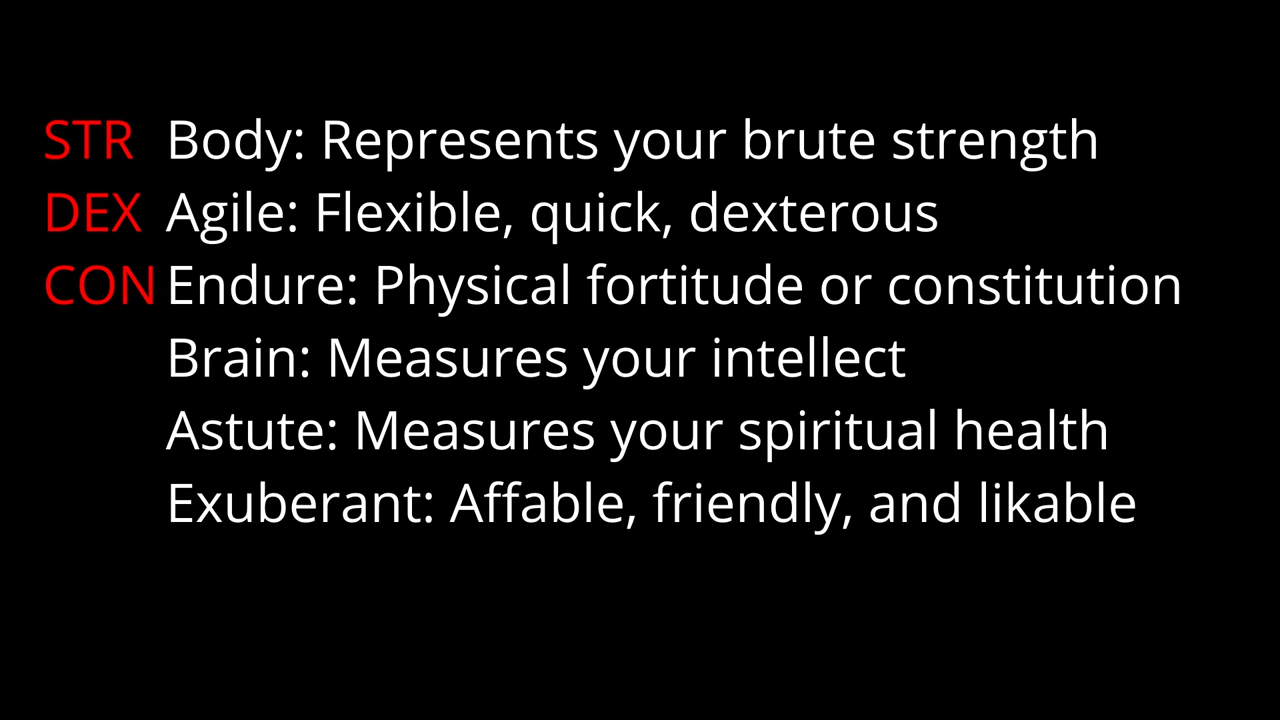 STR Body: Represents your brute strength
DEX Agile: Flexible, quick, dexterous
CON Endure: Physical fortitude or constitution
Brain: Measures your intellect
Astute: Measures your spiritual health
Exuberant: Affable, friendly, and likable